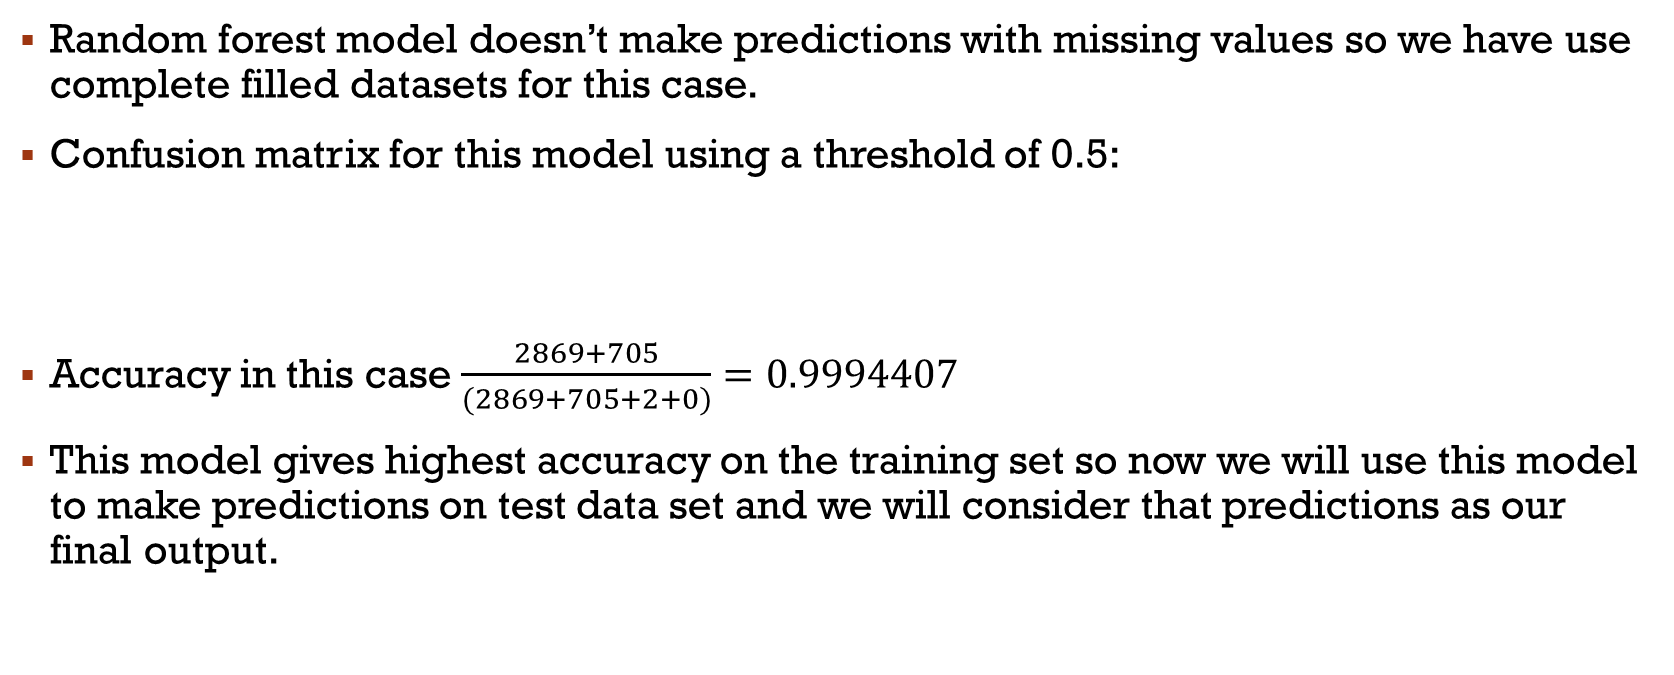 ▪ Random forest model doesn’t make predictions with missing values so we have use
complete filled datasets for this case.
▪ Confusion matrix for this model using a threshold of 0.5:
▪ Accuracy in this case 2869+705 / (2869+705+2+0) = 0.9994407
▪ This model gives highest accuracy on the training set so now we will use this model
to make predictions on test data set and we will consider that predictions as our
final output.